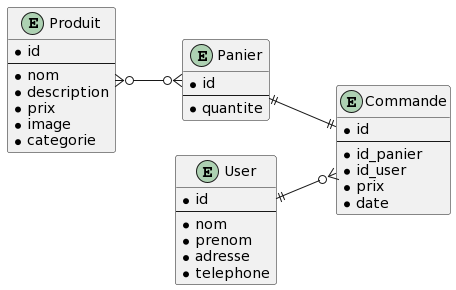 E Produit
id
nom
description
prix
image
categorie
E Panier
id
quantite
E Commande
id
id_panier
id_user
prix
date
E User
id
nom
prenom
adresse
telephone